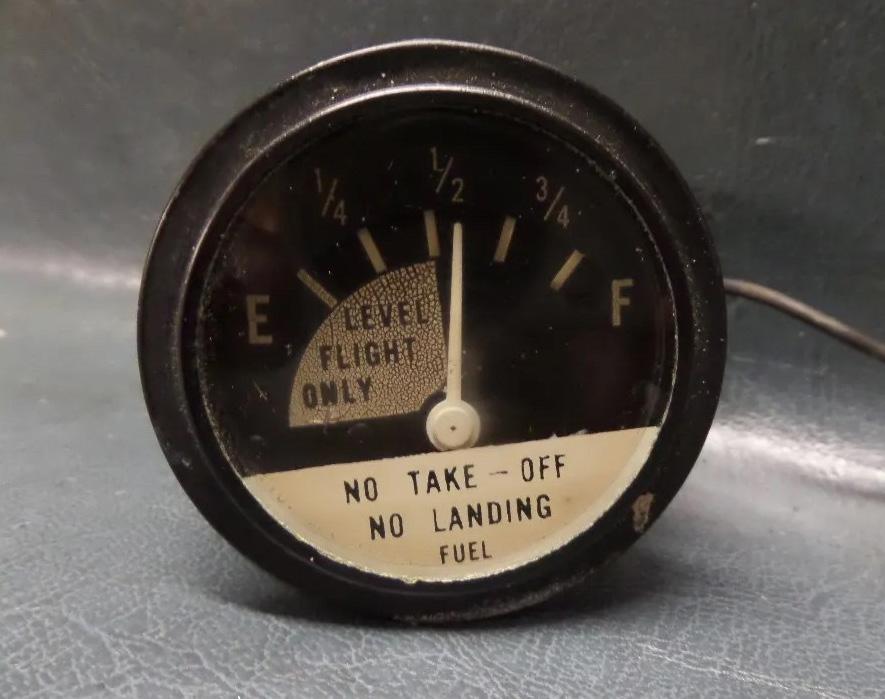 1/4
1/2
3/4
E
F
LEVEL
FLIGHT
ONLY
NO TAKE - OFF
NO LANDING
FUEL